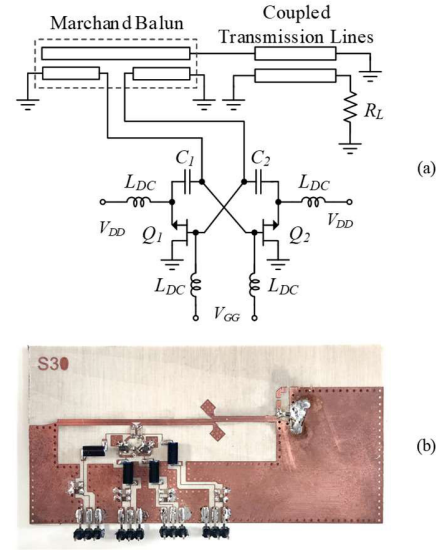 Marchand Balun
Coupled
Transmission Lines
R_L
(a)
C_1
C_2
L_DC
L_DC
V_DD
Q_1
Q_2
V_DD
L_DC
L_DC
V_GG
S30
(b)